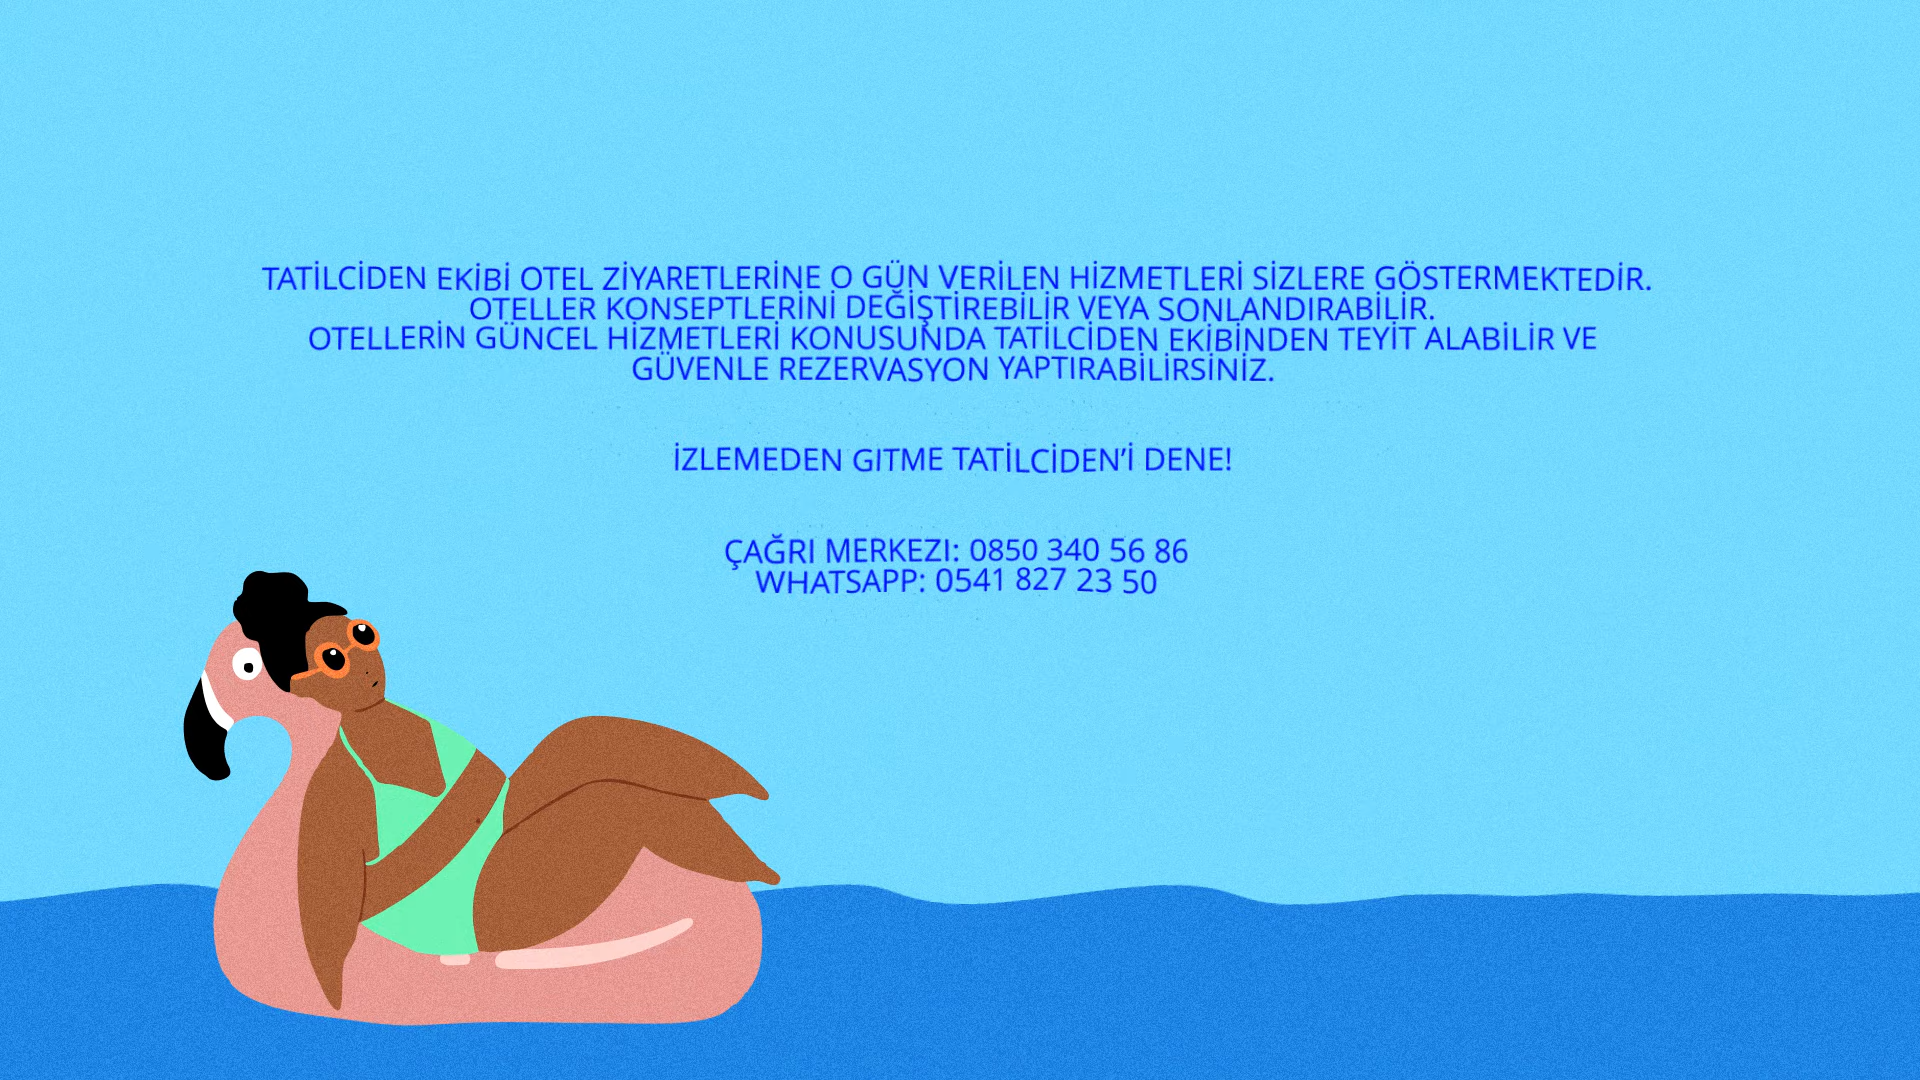 TATİLCİDEN EKİBİ OTEL ZİYARETLERİNE O GÜN VERİLEN HİZMETLERİ SİZLERE GÖSTERMEKTEDİR.
OTELLER KONSEPTLERİNİ DEĞİŞTİREBİLİR VEYA SONLANDIRABİLİR.
OTELLERİN GÜNCEL HİZMETLERİ KONUSUNDA TATİLCİDEN EKİBİNDEN TEYİT ALABİLİR VE
GÜVENLE REZERVASYON YAPTIRABİLİRSİNİZ.
İZLEMEDEN GITME TATİLCİDEN'İ DENE!
ÇAĞRI MERKEZI: 0850 340 56 86
WHATSAPP: 0541 827 23 50